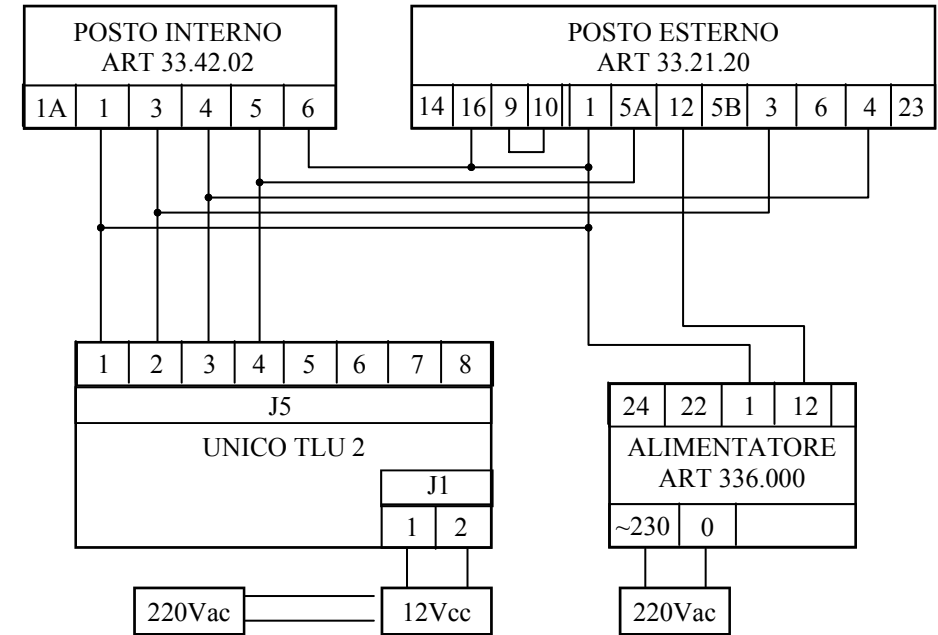 POSTO INTERNO
ART 33.42.02
1A 1 3 4 5 6
POSTO ESTERNO
ART 33.21.20
14 16 9 10 1 5A 12 5B 3 6 4 23
1 2 3 4 5 6 7 8
J5
UNICO TLU 2
J1
1 2
24 22 1 12
ALIMENTATORE
ART 336.000
~230 0
220Vac
12Vcc
220Vac